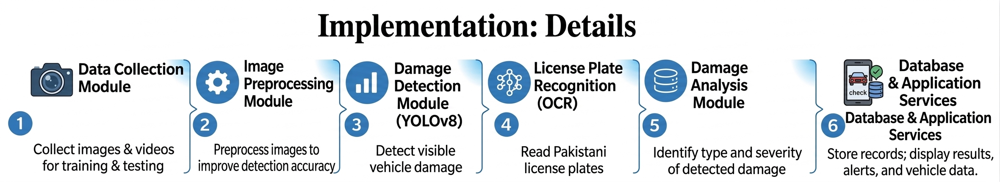 Implementation: Details
Data Collection
Module
1
Collect images & videos
for training & testing
Image
Preprocessing
Module
2
Preprocess images to
improve detection accuracy
Damage
Detection
Module
(YOLOv8)
3
Detect visible
vehicle damage
License Plate
Recognition
(OCR)
4
Read Pakistani
license plates
Damage
Analysis
Module
5
Identify type and severity
of detected damage
check
Database
& Application
Services
6
Database & Application
Services
Store records; display results,
alerts, and vehicle data.